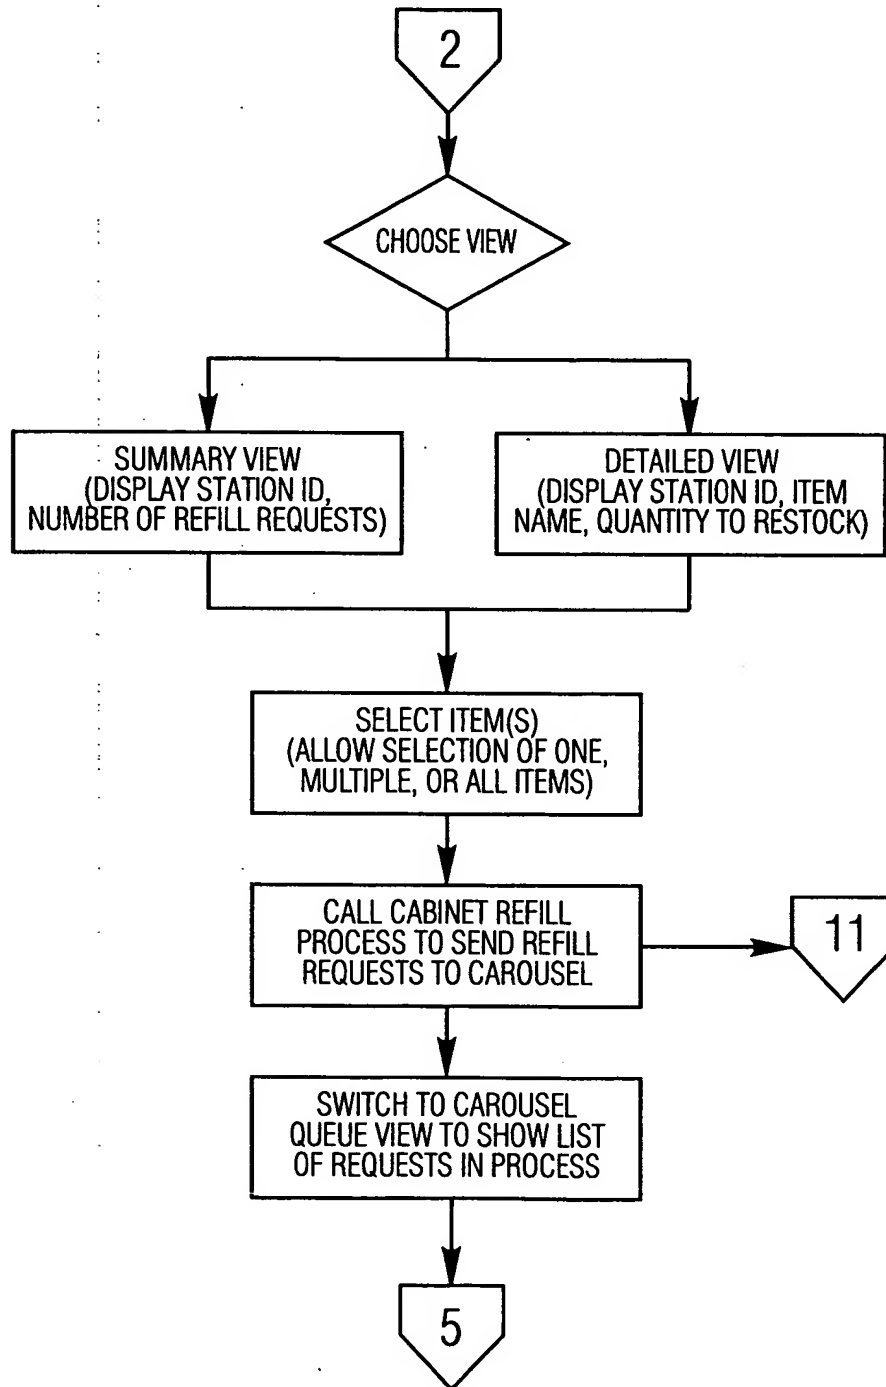 2
CHOOSE VIEW
SUMMARY VIEW
(DISPLAY STATION ID,
NUMBER OF REFILL REQUESTS)
DETAILED VIEW
(DISPLAY STATION ID, ITEM
NAME, QUANTITY TO RESTOCK)
SELECT ITEM(S)
(ALLOW SELECTION OF ONE,
MULTIPLE, OR ALL ITEMS)
CALL CABINET REFILL
PROCESS TO SEND REFILL
REQUESTS TO CAROUSEL
11
SWITCH TO CAROUSEL
QUEUE VIEW TO SHOW LIST
OF REQUESTS IN PROCESS
5